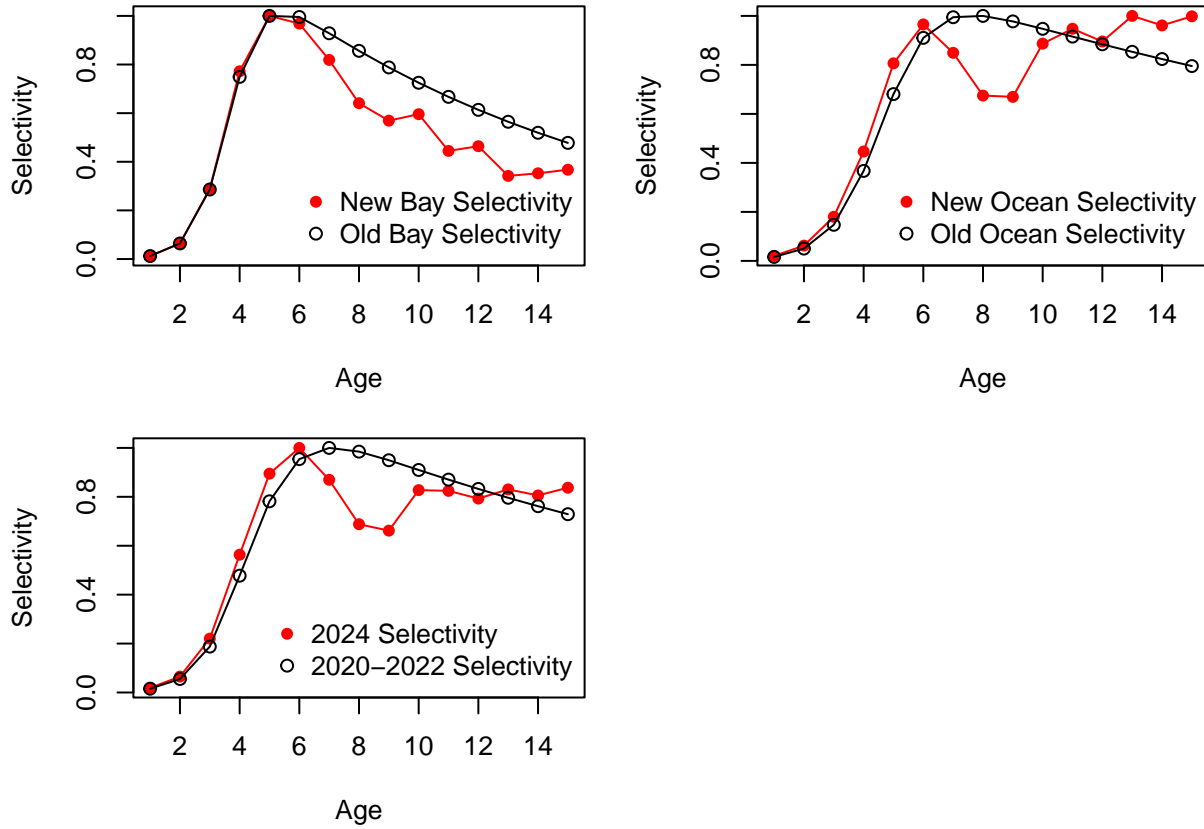 Selectivity
0.0 0.4 0.8
New Bay Selectivity
Old Bay Selectivity
2 4 6 8 10 12 14
Age
Selectivity
0.0 0.4 0.8
New Ocean Selectivity
Old Ocean Selectivity
2 4 6 8 10 12 14
Age
Selectivity
0.0 0.4 0.8
2024 Selectivity
2020−2022 Selectivity
2 4 6 8 10 12 14
Age